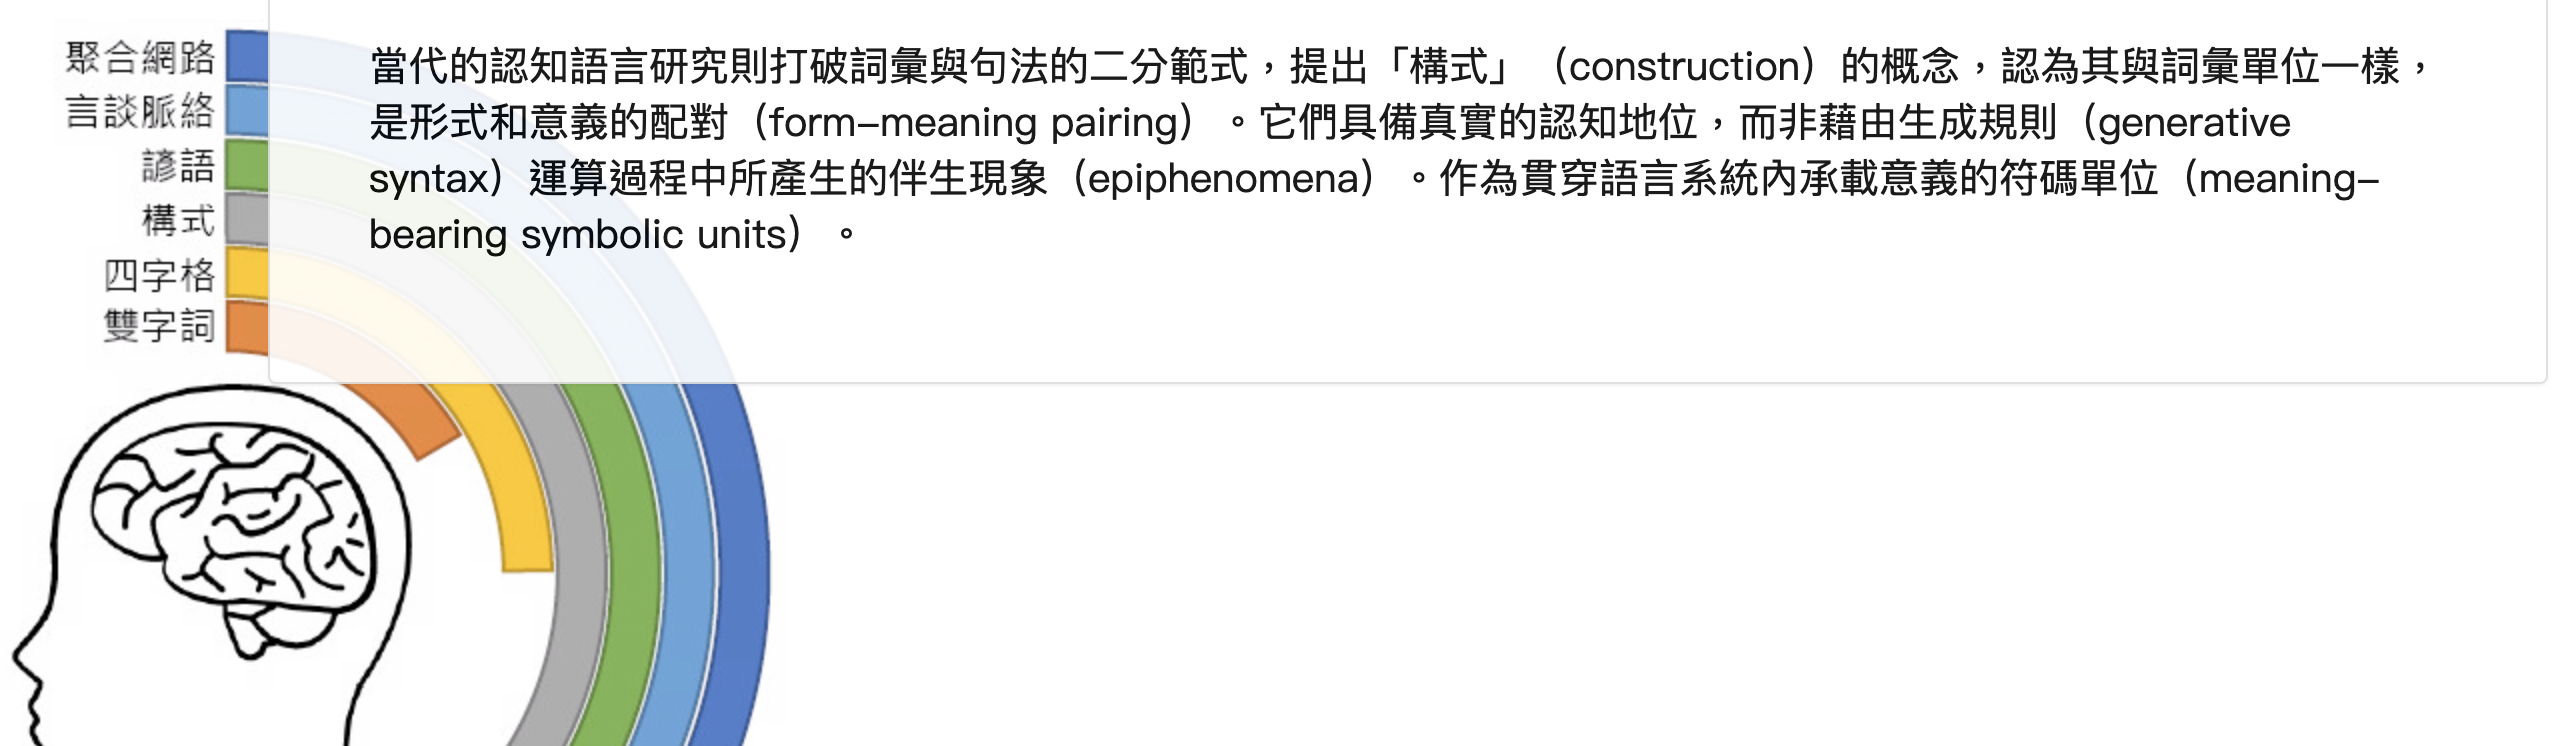 聚合網路
言談脈絡
諺語
構式
四字格
雙字詞
當代的認知語言研究則打破詞彙與句法的二分範式，提出「構式」（construction）的概念，認為其與詞彙單位一樣，
是形式和意義的配對（form–meaning pairing）。它們具備真實的認知地位，而非藉由生成規則（generative
syntax）運算過程中所產生的伴生現象（epiphenomena）。作為貫穿語言系統內承載意義的符碼單位（meaning–
bearing symbolic units）。